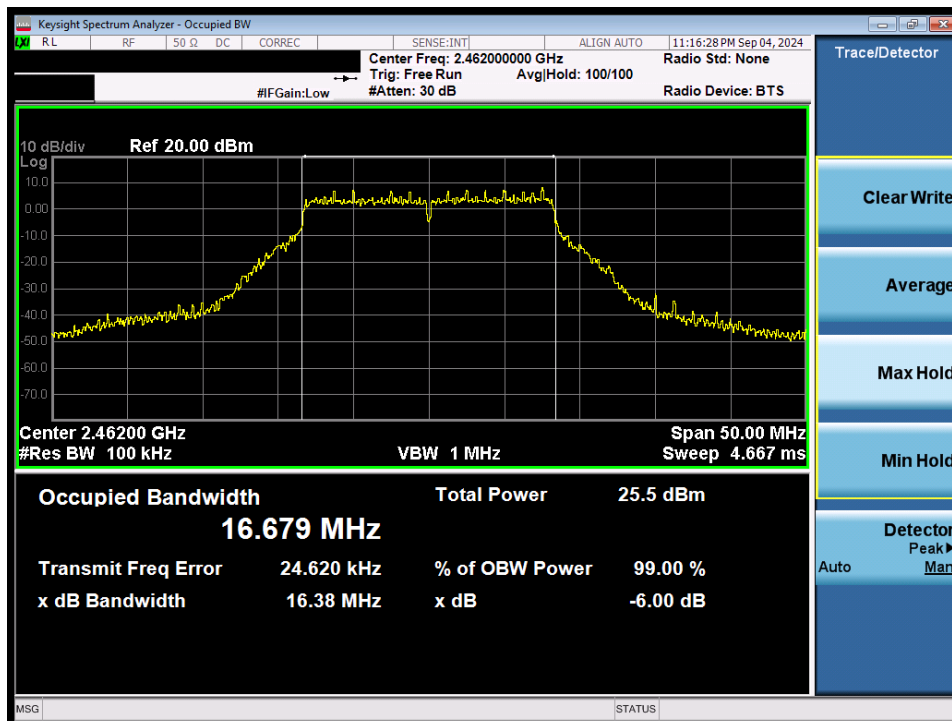 Keysight Spectrum Analyzer - Occupied BW
LXI RL RF 50 Ω DC CORREC SENSE:INT ALIGN AUTO 11:16:28 PM Sep 04, 2024
Center Freq: 2.462000000 GHz Radio Std: None
Trig: Free Run Avg|Hold: 100/100
#IFGain:Low #Atten: 30 dB Radio Device: BTS
10 dB/div Ref 20.00 dBm
Log
10.0
0.00
-10.0
-20.0
-30.0
-40.0
-50.0
-60.0
-70.0
Center 2.46200 GHz Span 50.00 MHz
#Res BW 100 kHz VBW 1 MHz Sweep 4.667 ms
Occupied Bandwidth Total Power 25.5 dBm
16.679 MHz
Transmit Freq Error 24.620 kHz % of OBW Power 99.00 %
x dB Bandwidth 16.38 MHz x dB -6.00 dB
MSG STATUS
Trace/Detector
Clear Write
Average
Max Hold
Min Hold
Detector
Peak▶
Auto Man